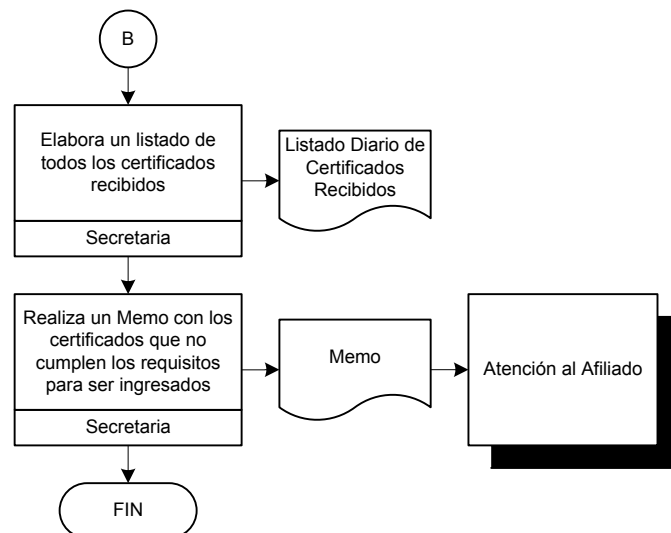 B
Elabora un listado de
todos los certificados
recibidos
Secretaria
Listado Diario de
Certificados
Recibidos
Realiza un Memo con los
certificados que no
cumplen los requisitos
para ser ingresados
Secretaria
Memo
Atención al Afiliado
FIN